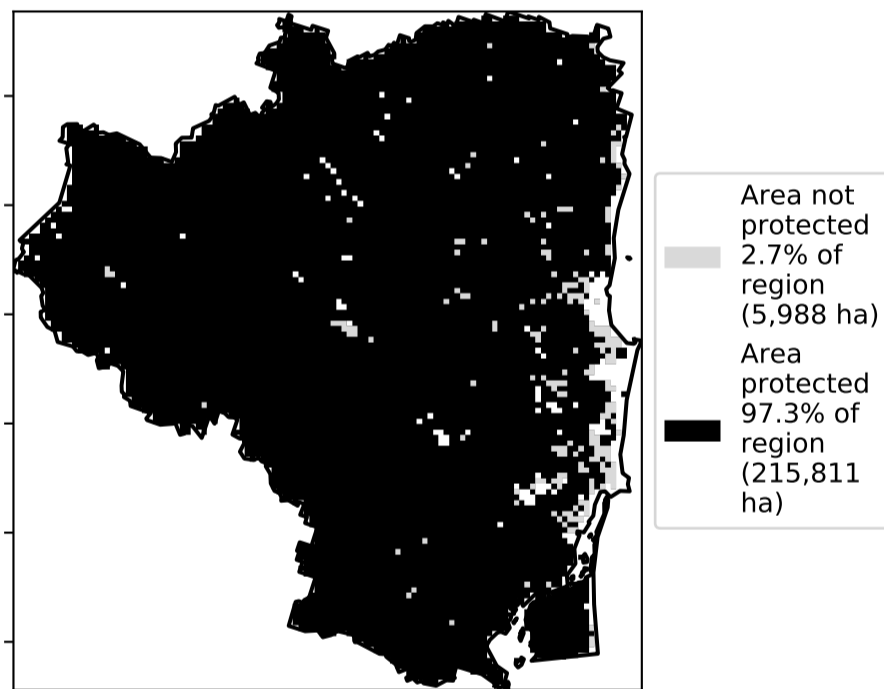 Area not
protected
2.7% of
region
(5,988 ha)
Area
protected
97.3% of
region
(215,811
ha)